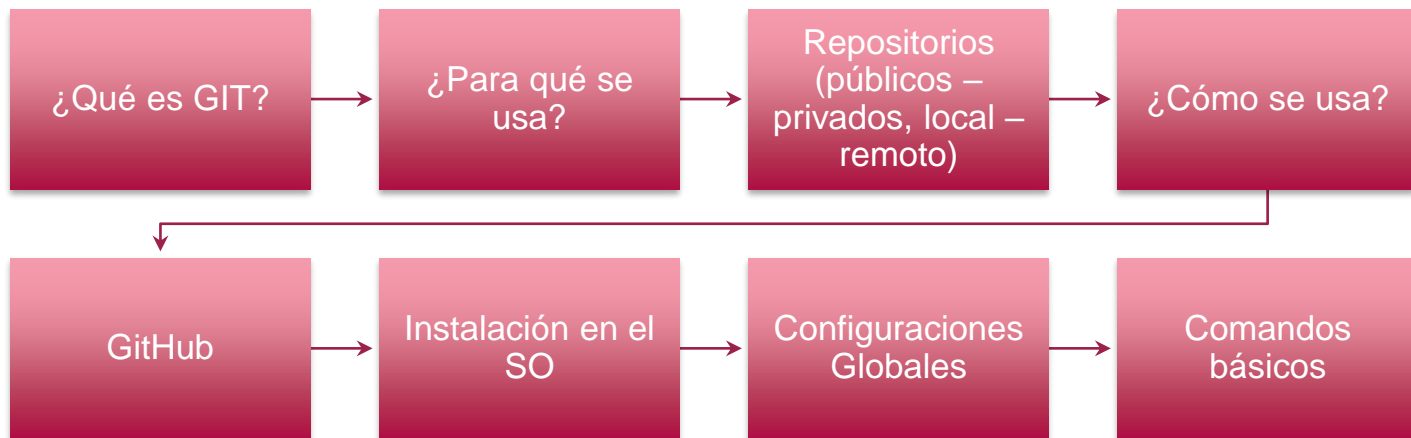 ¿Qué es GIT?
¿Para qué se
usa?
Repositorios
(públicos –
privados, local –
remoto)
¿Cómo se usa?
GitHub
Instalación en el
SO
Configuraciones
Globales
Comandos
básicos